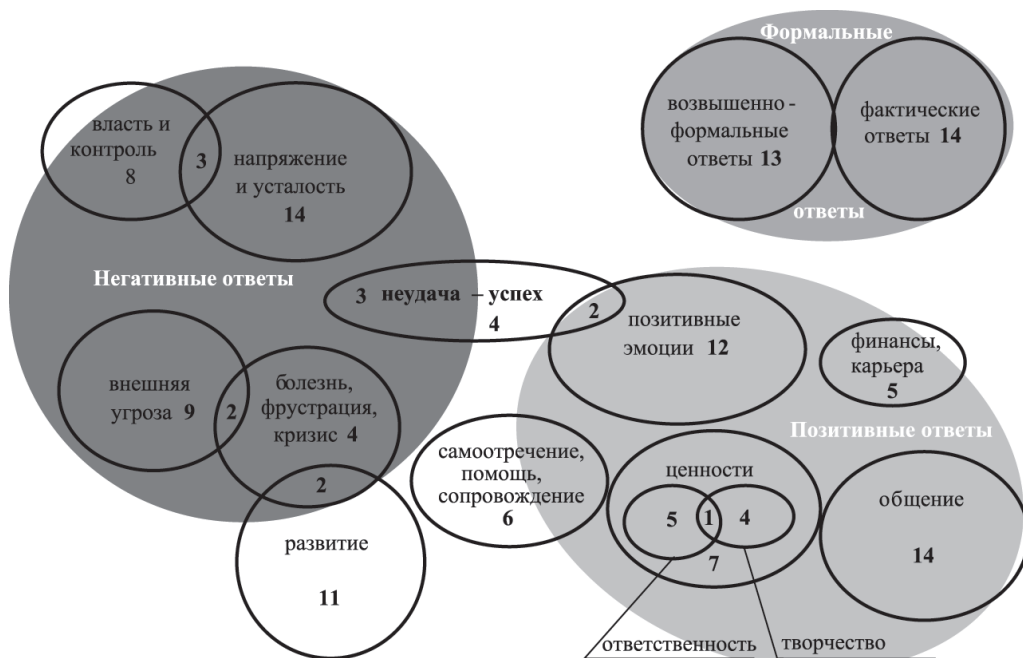 Формальные
возвышенно -
формальные
ответы 13
фактические
ответы 14
ответы
власть и
контроль
8
3
напряжение
и усталость
14
Негативные ответы
3 неудача – успех
4
2
позитивные
эмоции 12
финансы,
карьера
5
внешняя
угроза 9
2
болезнь,
фрустрация,
кризис 4
2
Позитивные ответы
самоотречение,
помощь,
сопровождение
6
ценности
5
1
4
7
общение
14
развитие
11
ответственность
творчество